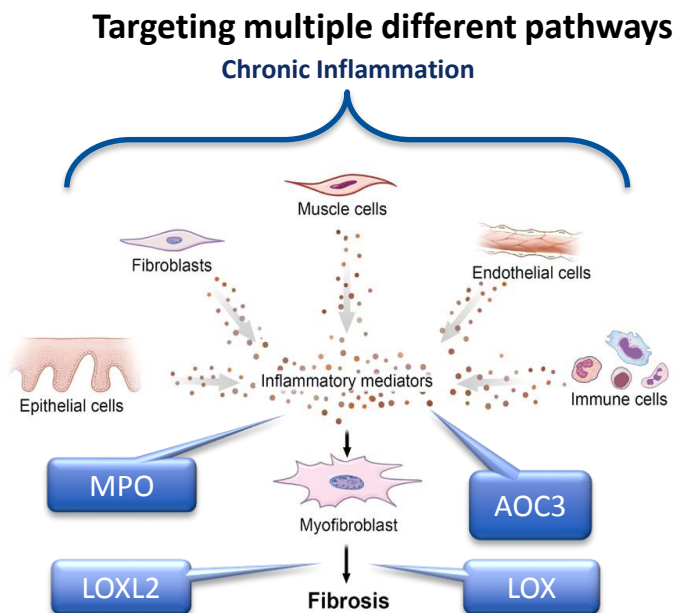 Targeting multiple different pathways
Chronic Inflammation
Muscle cells
Fibroblasts
Endothelial cells
Epithelial cells
Inflammatory mediators
Immune cells
MPO
AOC3
Myofibroblast
LOXL2
LOX
Fibrosis